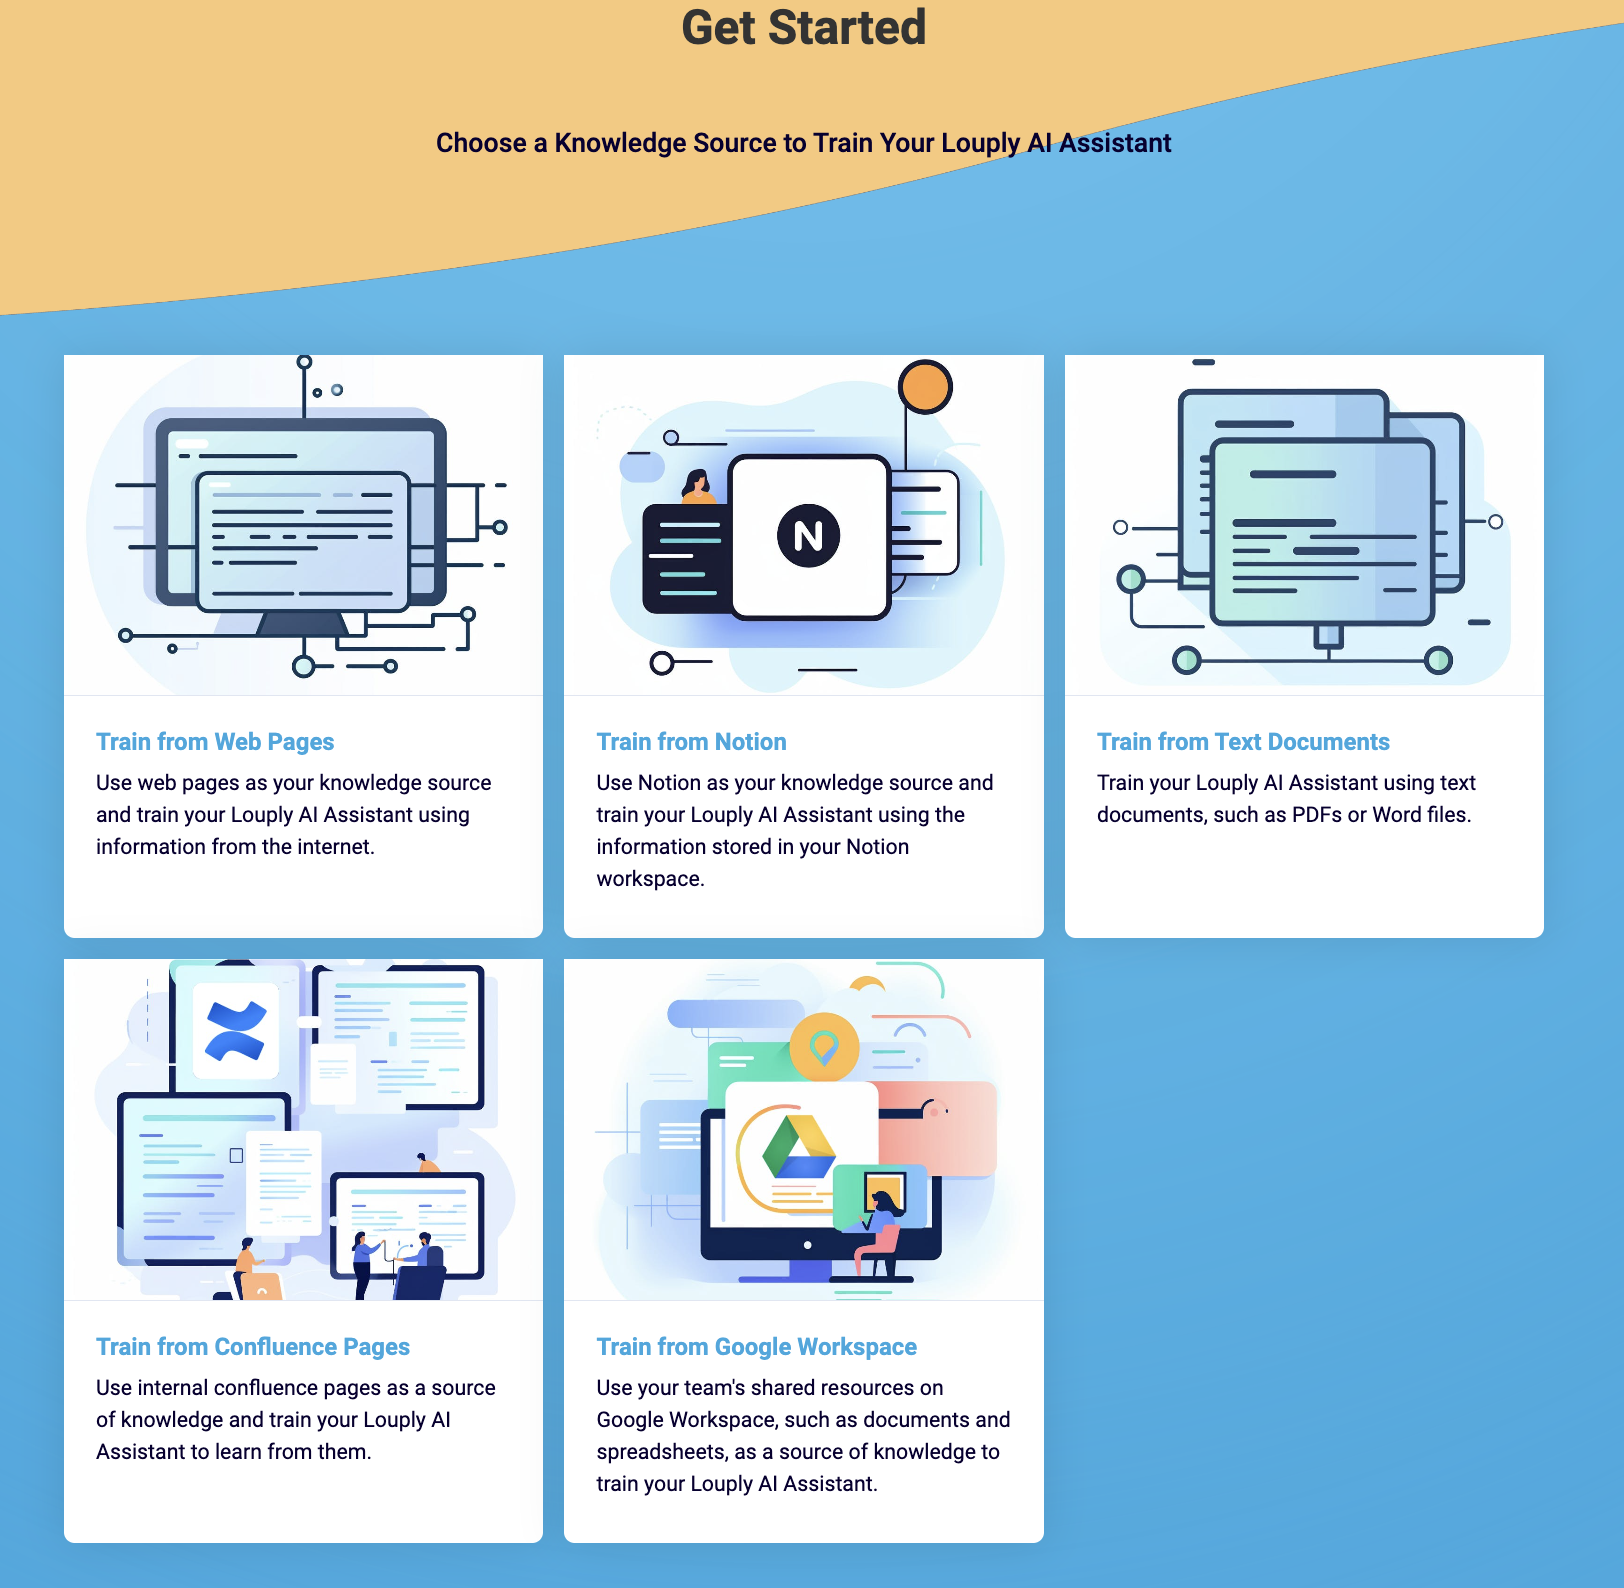 Get Started
Choose a Knowledge Source to Train Your Louply AI Assistant
N
Train from Web Pages
Use web pages as your knowledge source
and train your Louply AI Assistant using
information from the internet.
Train from Notion
Use Notion as your knowledge source and
train your Louply AI Assistant using the
information stored in your Notion
workspace.
Train from Text Documents
Train your Louply AI Assistant using text
documents, such as PDFs or Word files.
Train from Confluence Pages
Use internal confluence pages as a source
of knowledge and train your Louply AI
Assistant to learn from them.
Train from Google Workspace
Use your team's shared resources on
Google Workspace, such as documents and
spreadsheets, as a source of knowledge to
train your Louply AI Assistant.